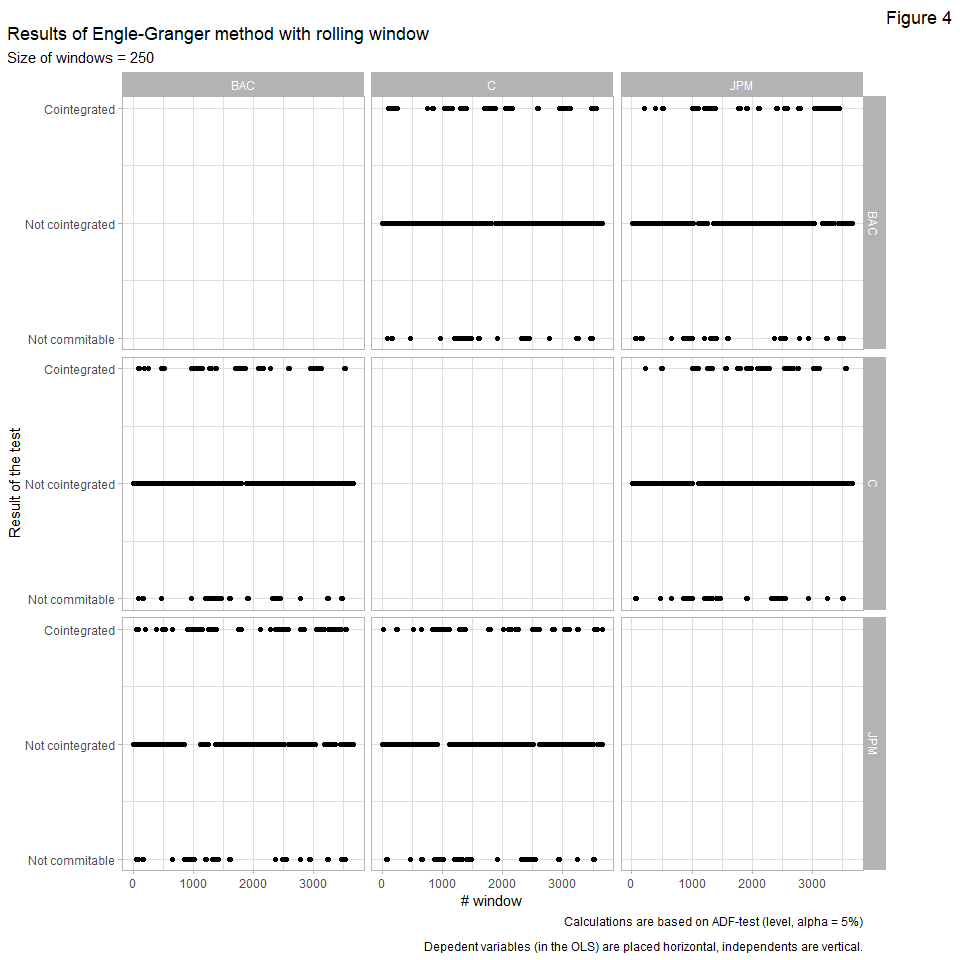 Figure 4
Results of Engle-Granger method with rolling window
Size of windows = 250
BAC C JPM
Cointegrated
Not cointegrated
Not commitable
BAC
Cointegrated
Not cointegrated
Not commitable
C
Cointegrated
Not cointegrated
Not commitable
JPM
Result of the test
0 1000 2000 3000 0 1000 2000 3000 0 1000 2000 3000
# window
Calculations are based on ADF-test (level, alpha = 5%)
Depedent variables (in the OLS) are placed horizontal, independents are vertical.